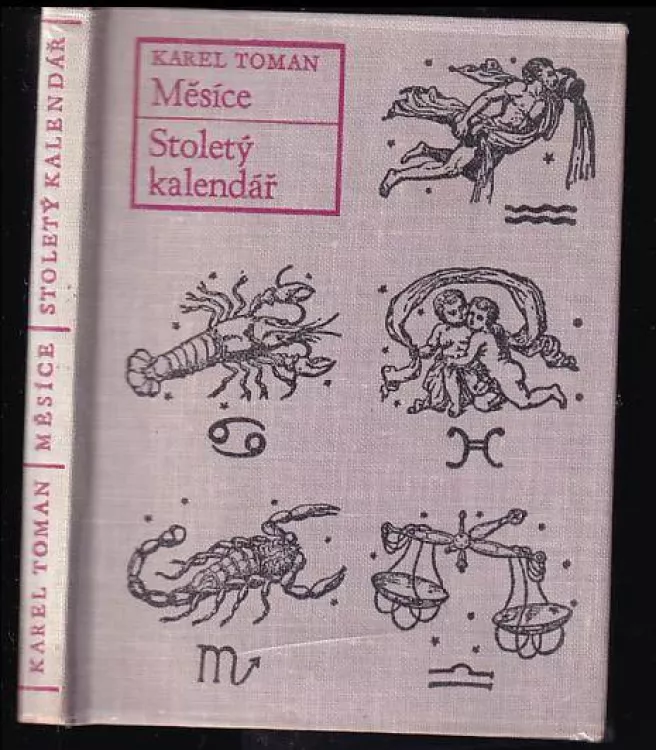 KAREL TOMAN
Měsíce
Stoletý
kalendář
KAREL TOMAN MĚSÍCE STOLETÝ KALENDÁŘ